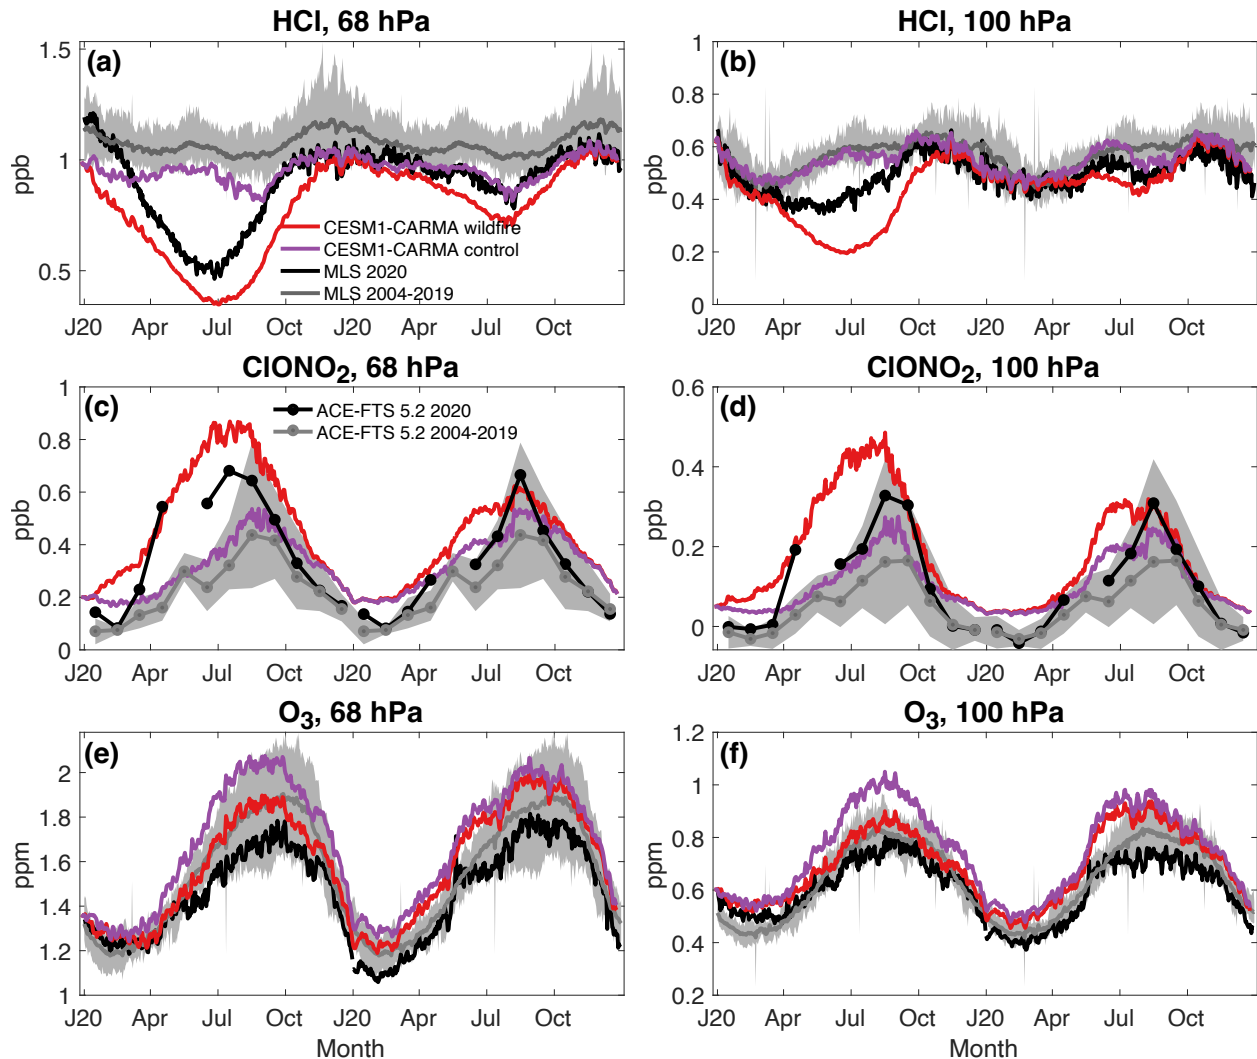 HCl, 68 hPa
(a)
1.5
1
0.5
ppb
CESM1-CARMA wildfire
CESM1-CARMA control
MLS 2020
MLS 2004-2019
J20 Apr Jul Oct J20 Apr Jul Oct
HCl, 100 hPa
(b)
1
0.8
0.6
0.4
0.2
0
ppb
J20 Apr Jul Oct J20 Apr Jul Oct
ClONO2, 68 hPa
(c)
1
0.8
0.6
0.4
0.2
0
ppb
ACE-FTS 5.2 2020
ACE-FTS 5.2 2004-2019
J20 Apr Jul Oct J20 Apr Jul Oct
ClONO2, 100 hPa
(d)
0.6
0.4
0.2
0
ppb
J20 Apr Jul Oct J20 Apr Jul Oct
O3, 68 hPa
(e)
2
1.8
1.6
1.4
1.2
1
ppm
J20 Apr Jul Oct J20 Apr Jul Oct
Month
O3, 100 hPa
(f)
1.2
1
0.8
0.6
0.4
0.2
ppm
J20 Apr Jul Oct J20 Apr Jul Oct
Month